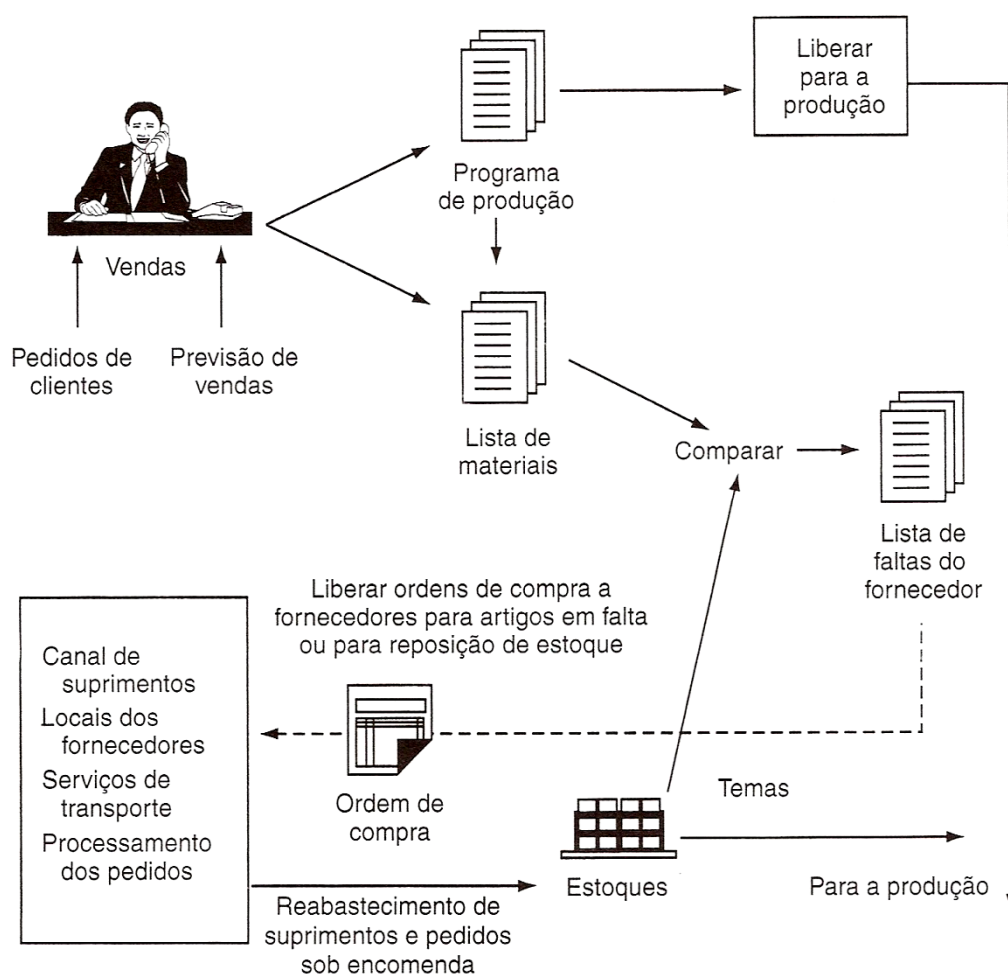 Liberar
para a
produção
Programa
de produção
Vendas
Pedidos de
clientes
Previsão de
vendas
Lista de
materiais
Comparar
Lista de
faltas do
fornecedor
Liberar ordens de compra a
fornecedores para artigos em falta
ou para reposição de estoque
Canal de
suprimentos
Locais dos
fornecedores
Serviços de
transporte
Processamento
dos pedidos
Ordem de
compra
Temas
Estoques
Para a produção
Reabastecimento de
suprimentos e pedidos
sob encomenda